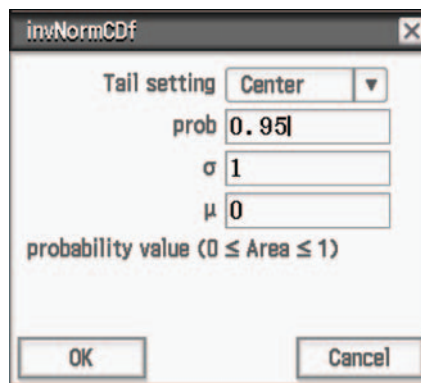 invNormCDf
Tail setting Center
prob 0.95
σ 1
μ 0
probability value (0 ≤ Area ≤ 1)
OK Cancel